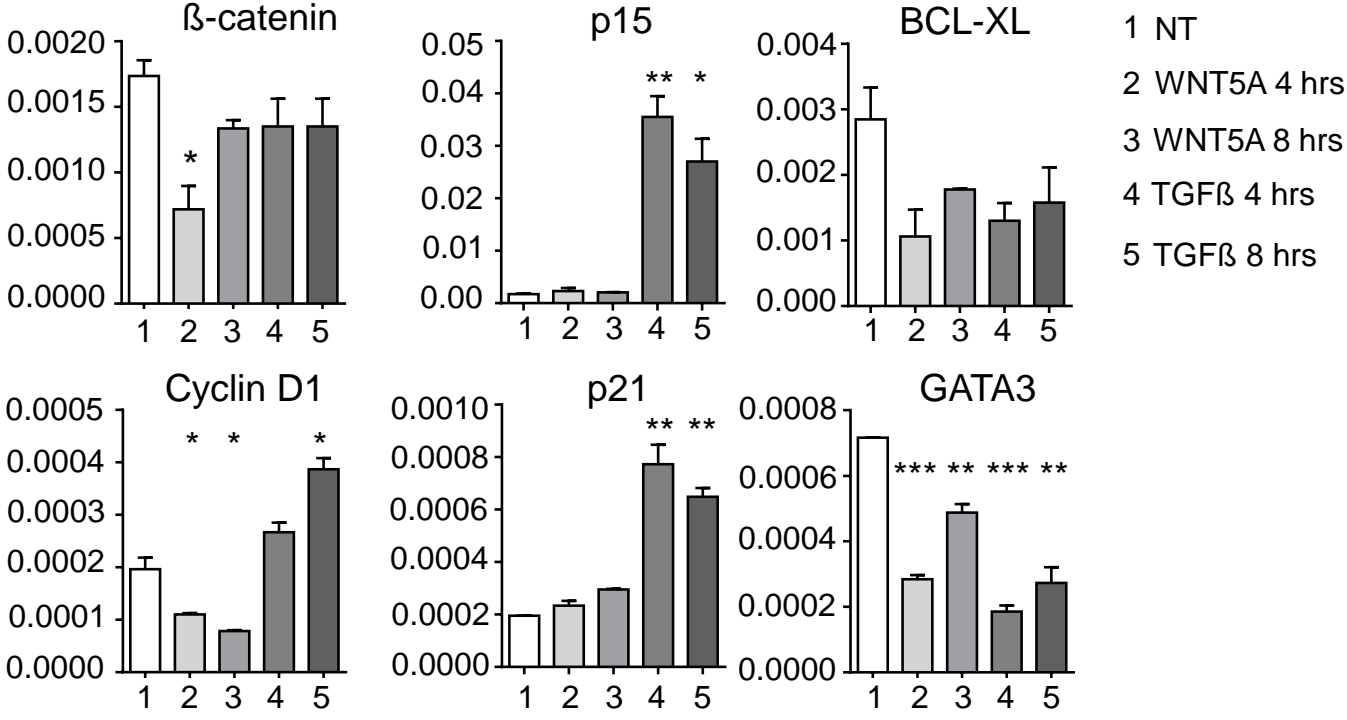 ß-catenin
0.0020
0.0015
0.0010
0.0005
0.0000
*
1 2 3 4 5
p15
0.05
0.04
0.03
0.02
0.01
0.00
** *
1 2 3 4 5
BCL-XL
0.004
0.003
0.002
0.001
0.000
1 2 3 4 5
1 NT
2 WNT5A 4 hrs
3 WNT5A 8 hrs
4 TGFß 4 hrs
5 TGFß 8 hrs
Cyclin D1
0.0005
0.0004
0.0003
0.0002
0.0001
0.0000
* * *
1 2 3 4 5
p21
0.0010
0.0008
0.0006
0.0004
0.0002
0.0000
** **
1 2 3 4 5
GATA3
0.0008
0.0006
0.0004
0.0002
0.0000
*** ** *** **
1 2 3 4 5